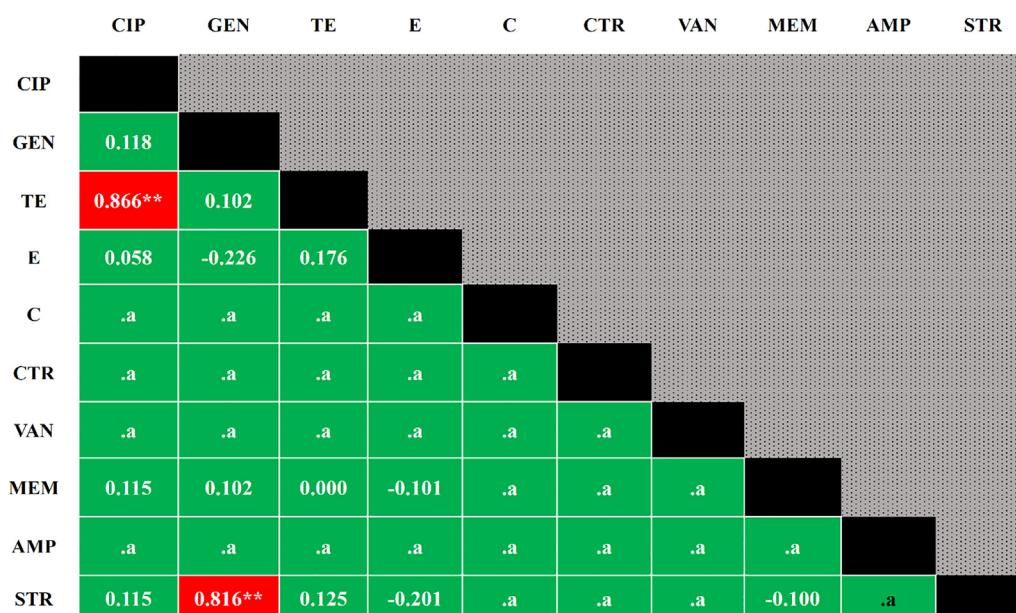 CIP GEN TE E C CTR VAN MEM AMP STR
CIP
GEN 0.118
TE 0.866** 0.102
E 0.058 -0.226 0.176
C .a .a .a .a
CTR .a .a .a .a .a
VAN .a .a .a .a .a .a
MEM 0.115 0.102 0.000 -0.101 .a .a .a
AMP .a .a .a .a .a .a .a .a
STR 0.115 0.816** 0.125 -0.201 .a .a .a -0.100 .a